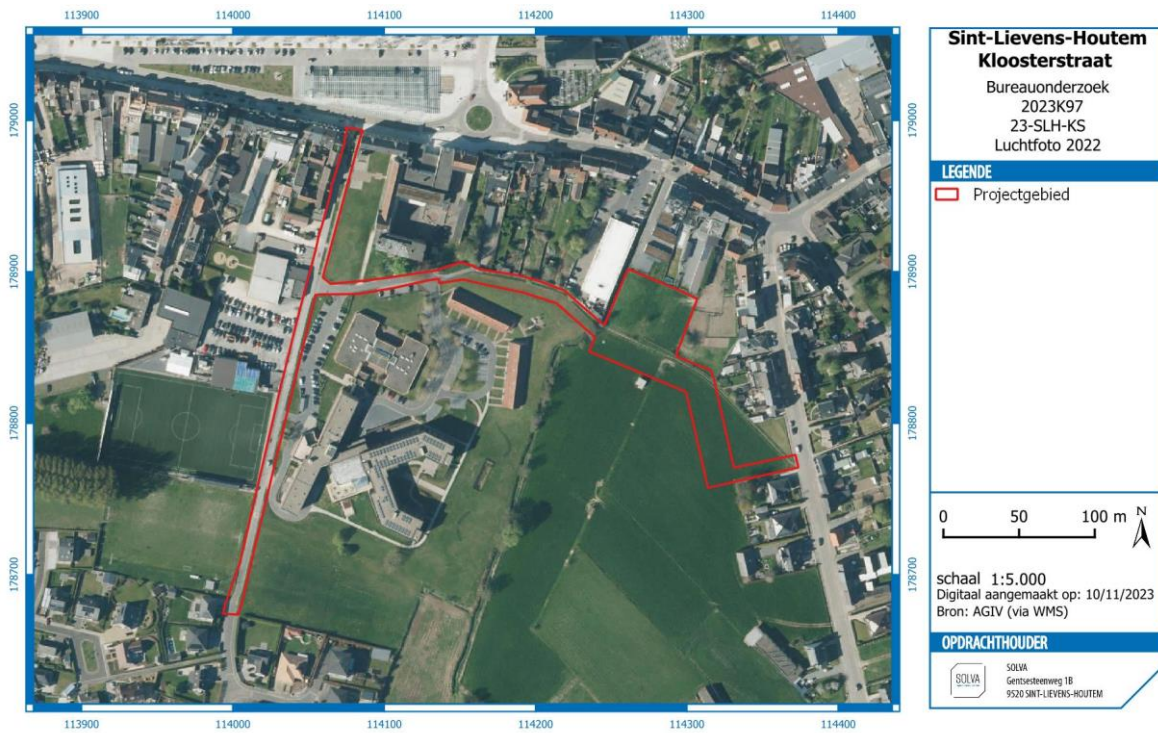 113900 114000 114100 114200 114300 114400
179000 179000
178900 178900
178800 178800
178700 178700
113900 114000 114100 114200 114300 114400
Sint-Lievens-Houtem
Kloosterstraat
Bureauonderzoek
2023K97
23-SLH-KS
Luchtfoto 2022
LEGENDE
Projectgebied
0 50 100 m N
schaal 1:5.000
Digitaal aangemaakt op: 10/11/2023
Bron: AGIV (via WMS)
OPDRACHTHOUDER
SOLVA
SOLVA
Gentsesteenweg 1B
9520 SINT-LIEVENS-HOUTEM